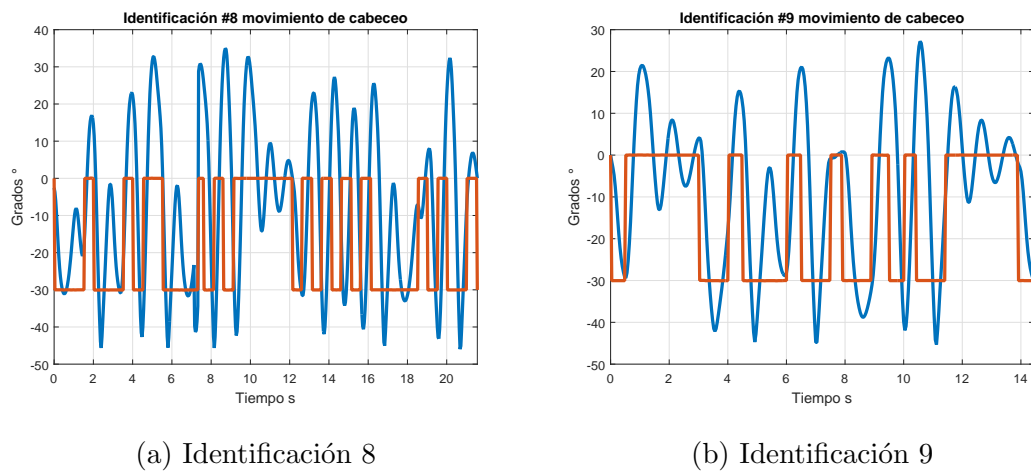 Identificación #8 movimiento de cabeceo
40
30
20
10
0
-10
-20
-30
-40
-50
Grados °
0 2 4 6 8 10 12 14 16 18 20
Tiempo s
(a) Identificación 8
Identificación #9 movimiento de cabeceo
30
20
10
0
-10
-20
-30
-40
-50
Grados °
0 2 4 6 8 10 12 14
Tiempo s
(b) Identificación 9